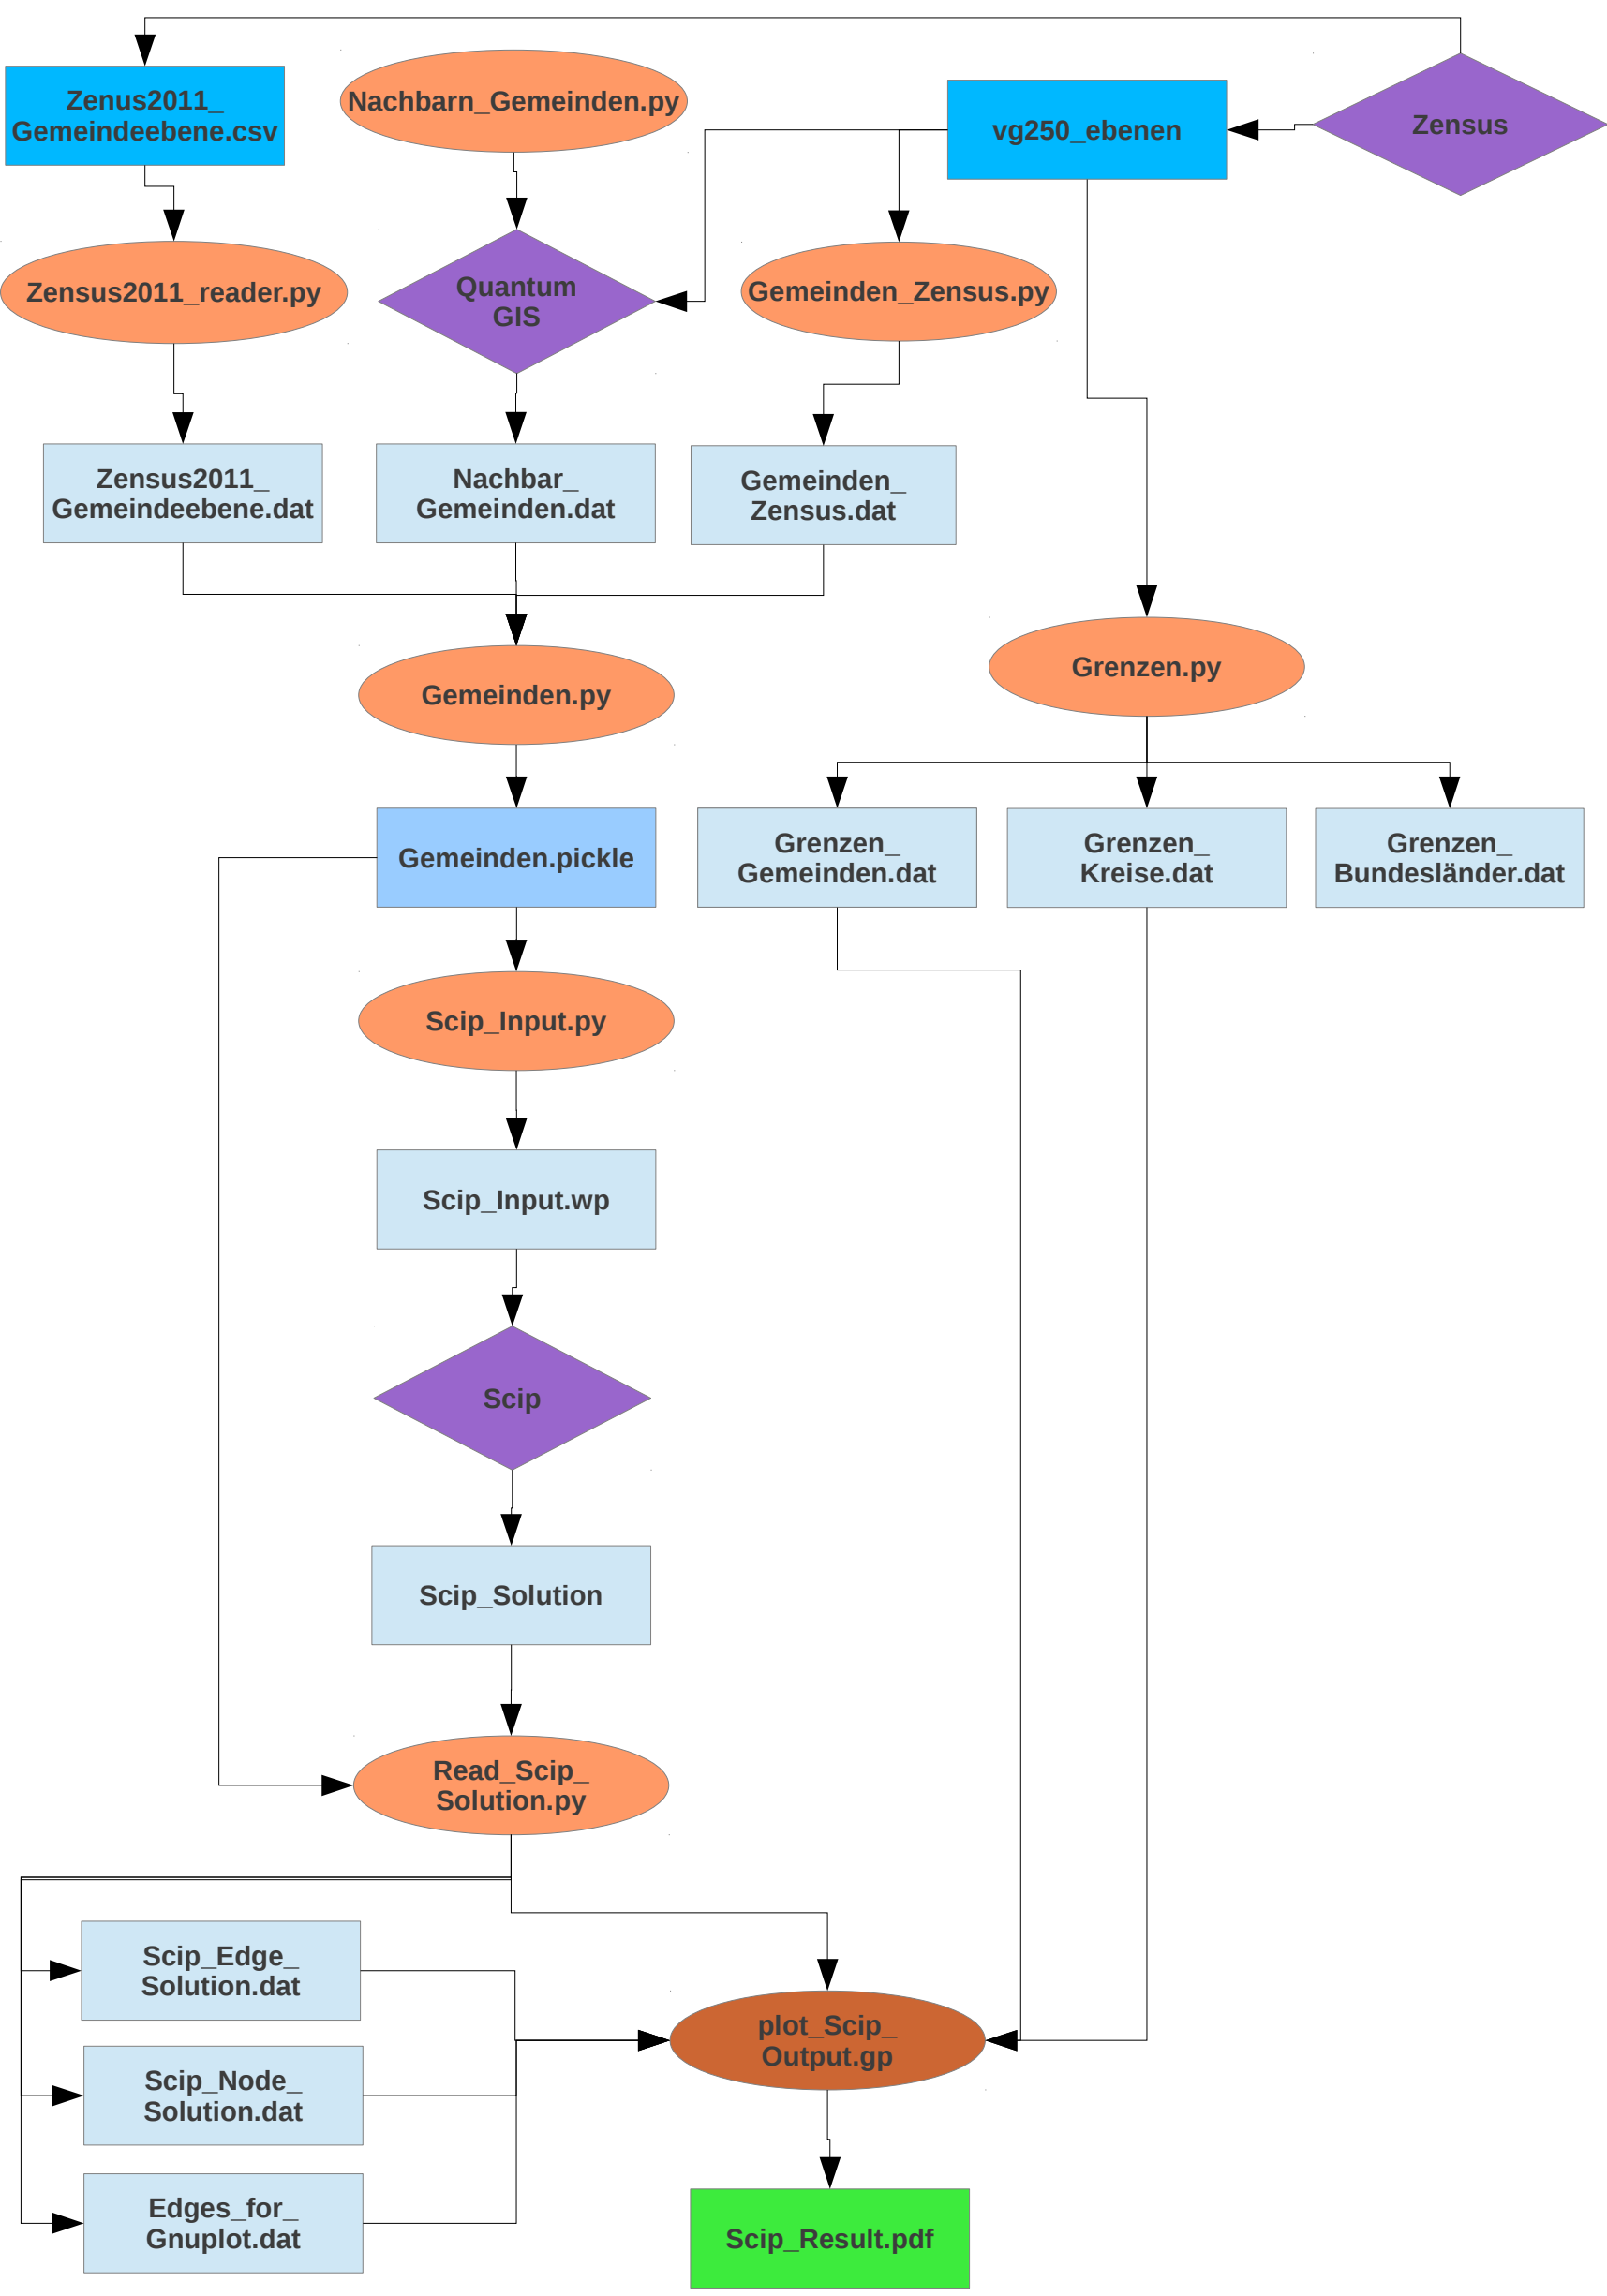 Zenus2011_
Gemeindeebene.csv
Nachbarn_Gemeinden.py
vg250_ebenen
Zensus
Zensus2011_reader.py
Quantum
GIS
Gemeinden_Zensus.py
Zensus2011_
Gemeindeebene.dat
Nachbar_
Gemeinden.dat
Gemeinden_
Zensus.dat
Gemeinden.py
Grenzen.py
Gemeinden.pickle
Grenzen_
Gemeinden.dat
Grenzen_
Kreise.dat
Grenzen_
Bundesländer.dat
Scip_Input.py
Scip_Input.wp
Scip
Scip_Solution
Read_Scip_
Solution.py
Scip_Edge_
Solution.dat
plot_Scip_
Output.gp
Scip_Node_
Solution.dat
Edges_for_
Gnuplot.dat
Scip_Result.pdf